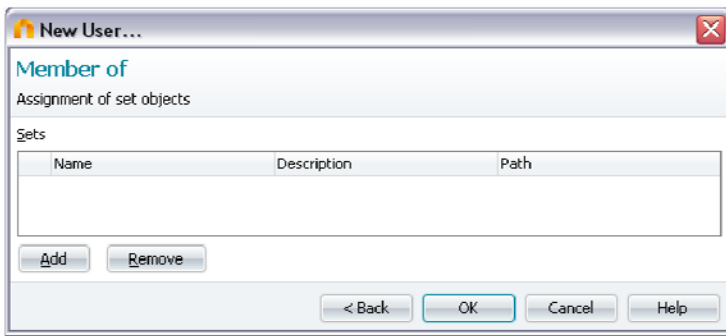 New User...
Member of
Assignment of set objects
Sets
Name Description Path
Add Remove
< Back OK Cancel Help